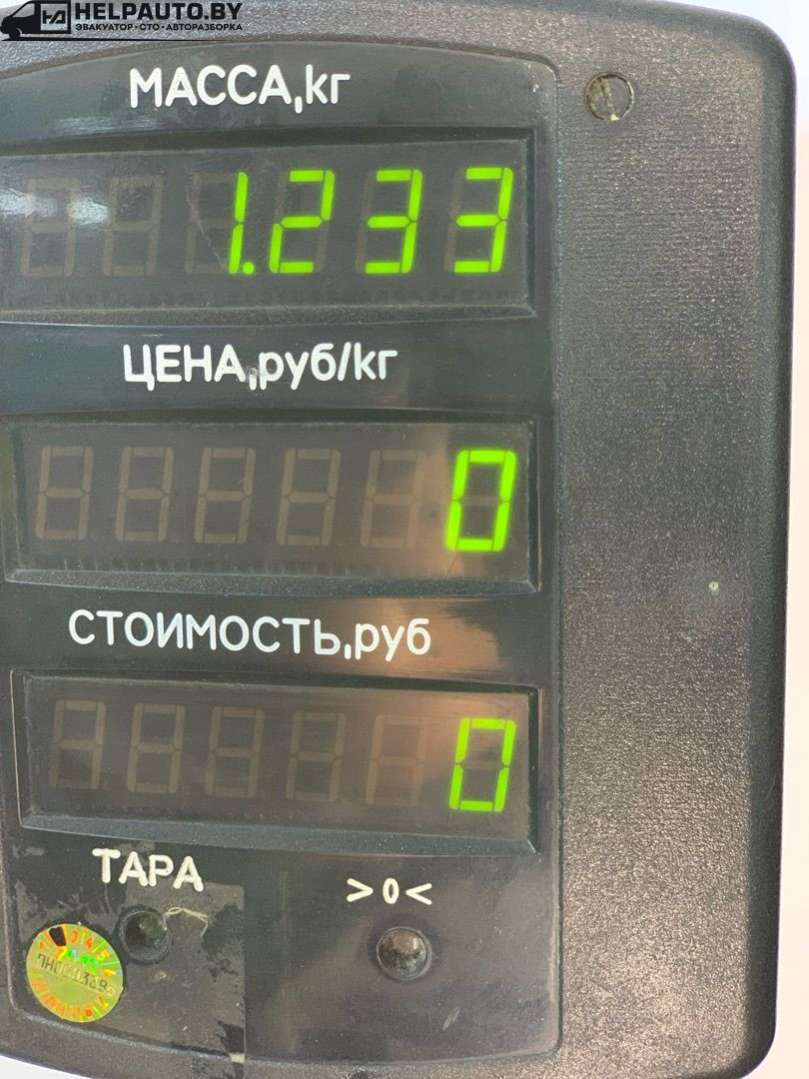 HELPAUTO.BY
ЭВАКУАТОР·СТО·АВТОРАЗБОРКА
МАССА,кг
1.233
ЦЕНА,руб/кг
0
СТОИМОСТЬ,руб
0
ТАРА
>0<